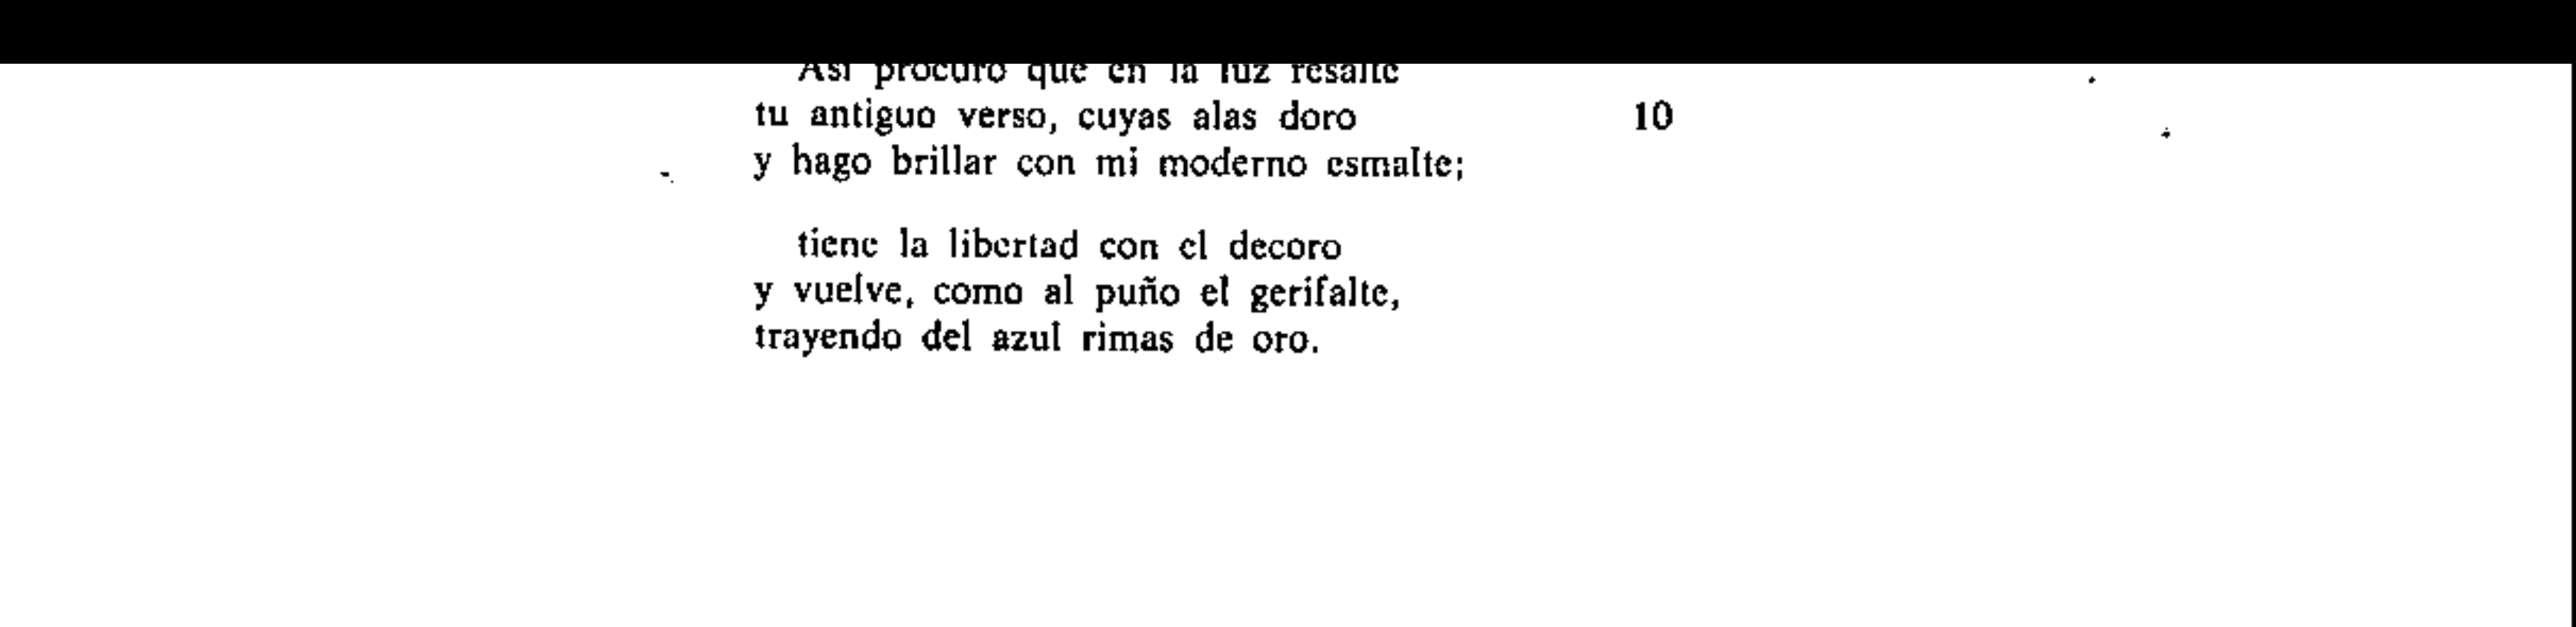 Así procuro que en la luz resalte
tu antiguo verso, cuyas alas doro 10
y hago brillar con mi moderno esmalte;
tiene la libertad con el decoro
y vuelve, como al puño el gerifalte,
trayendo del azul rimas de oro.